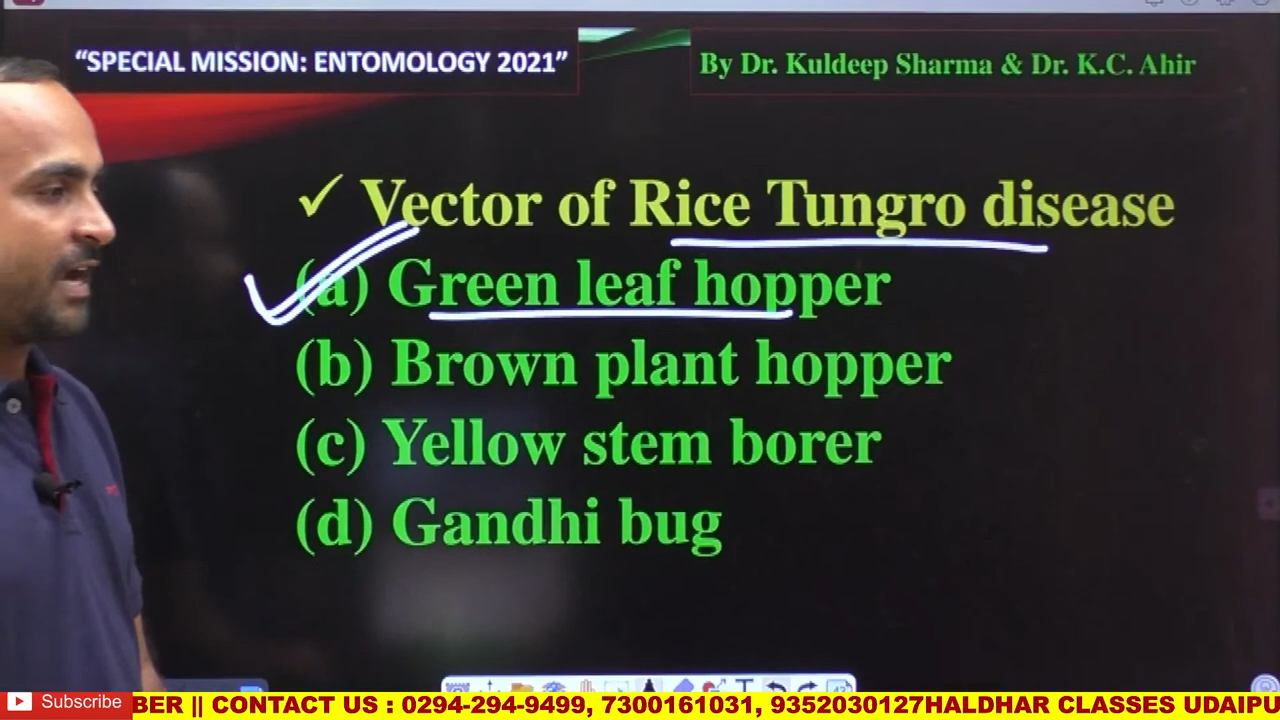 “SPECIAL MISSION: ENTOMOLOGY 2021”
By Dr. Kuldeep Sharma & Dr. K.C. Ahir
✓ Vector of Rice Tungro disease
(a) Green leaf hopper
(b) Brown plant hopper
(c) Yellow stem borer
(d) Gandhi bug
Subscribe
BER || CONTACT US : 0294-294-9499, 7300161031, 9352030127HALDHAR CLASSES UDAIPU